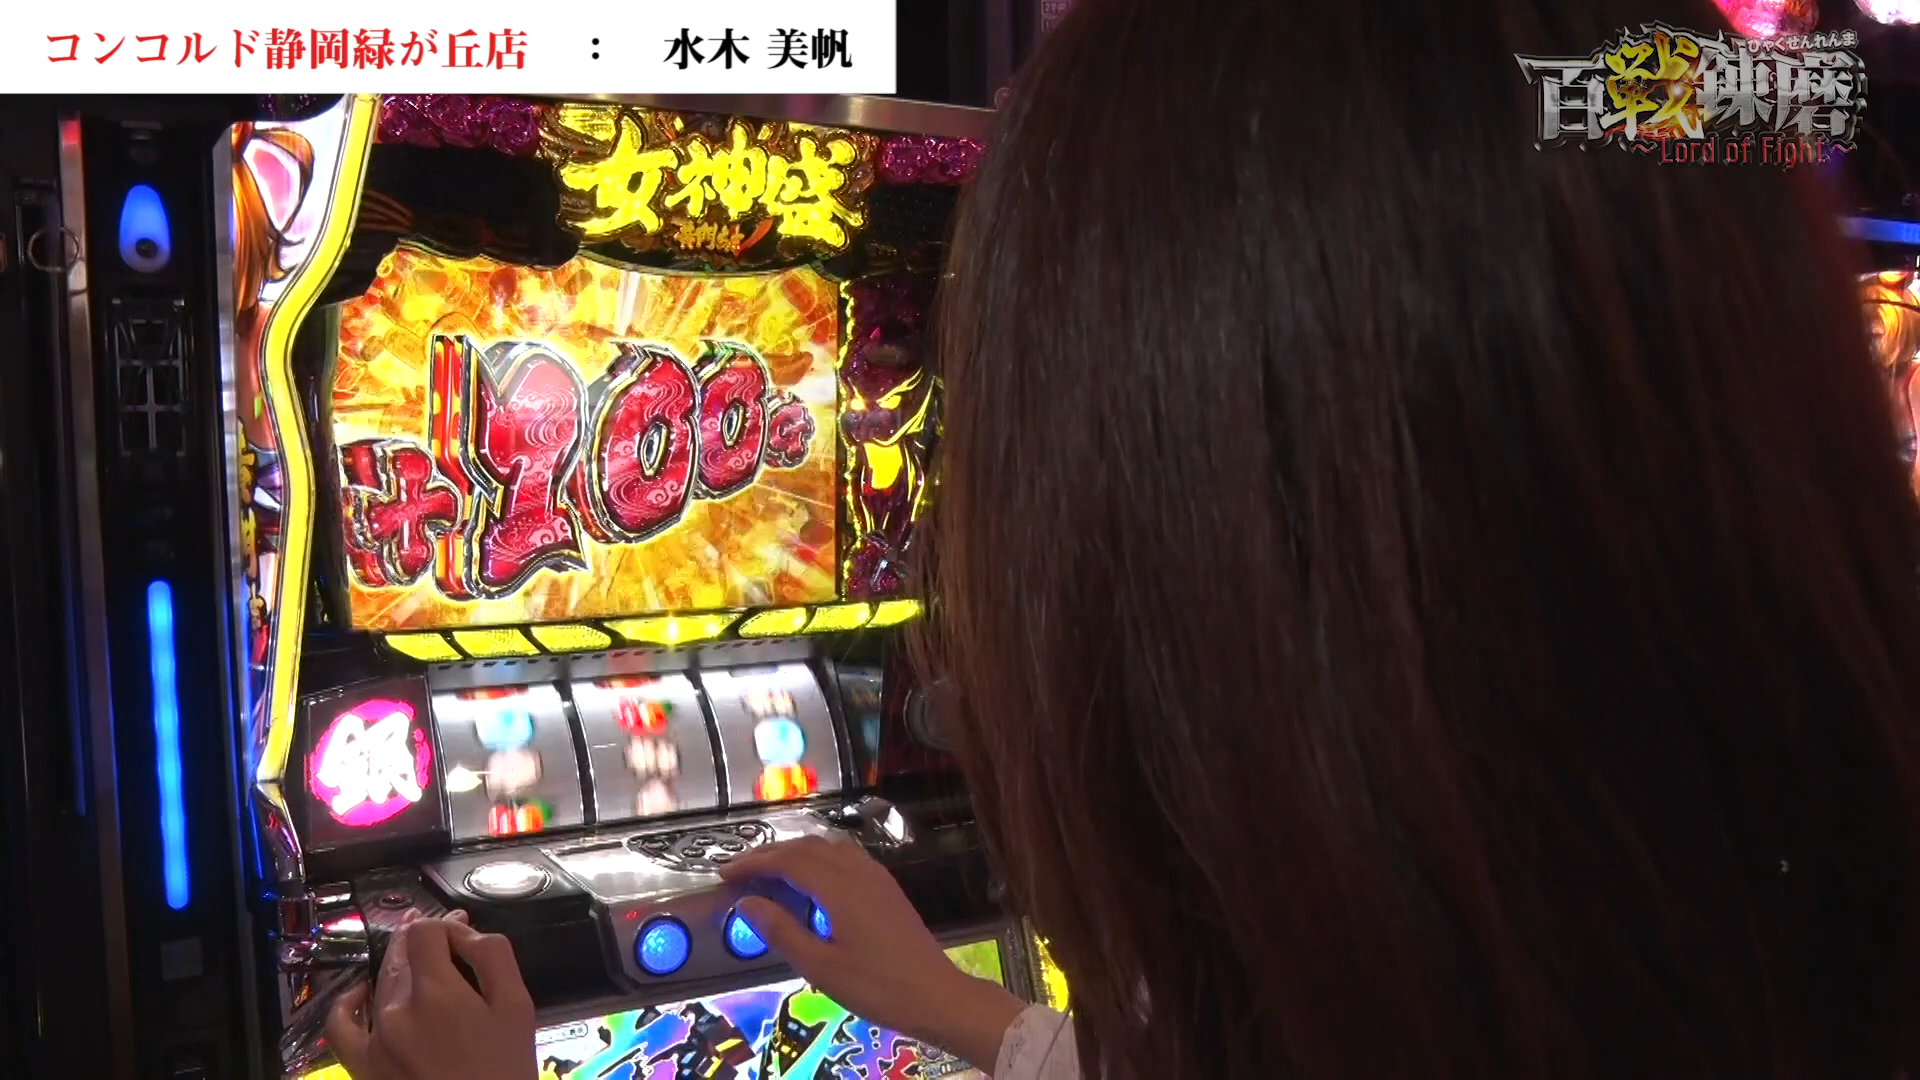 コンコルド静岡緑が丘店 ： 水木 美帆
ひゃくせんれんま
百戦錬磨
～Lord of Fight～
女神盛
+100
銀